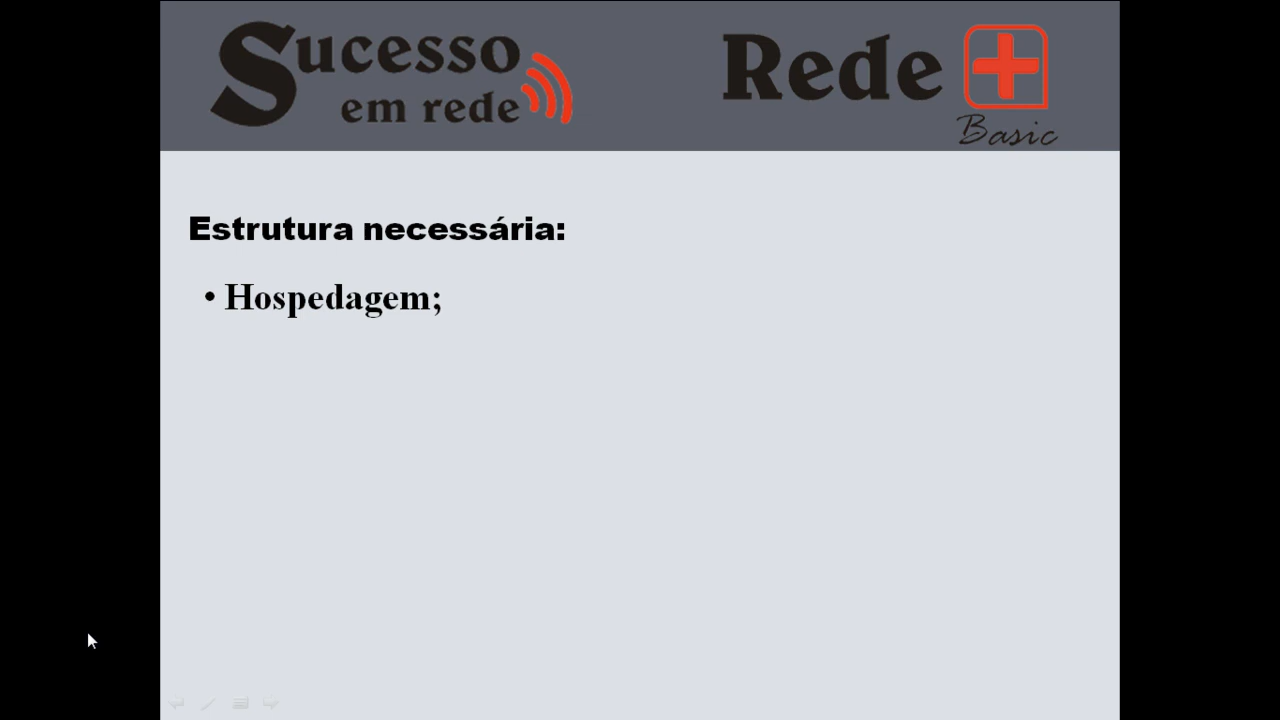 Sucesso
em rede
Rede
Basic
Estrutura necessária:
• Hospedagem;